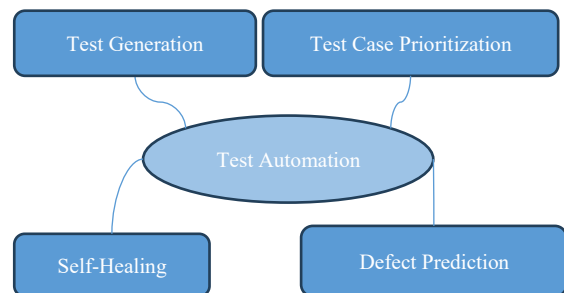 Test Generation
Test Case Prioritization
Test Automation
Self-Healing
Defect Prediction